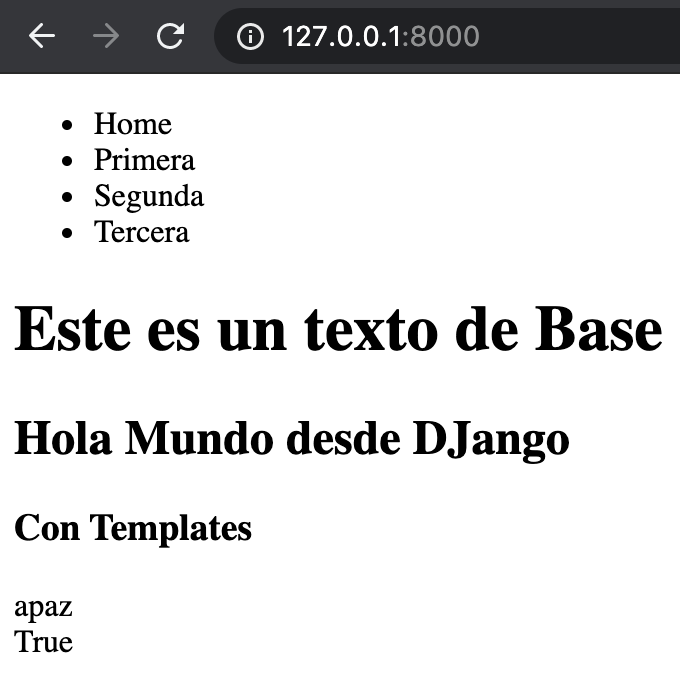 127.0.0.1:8000
Home
Primera
Segunda
Tercera
Este es un texto de Base
Hola Mundo desde DJango
Con Templates
apaz
True